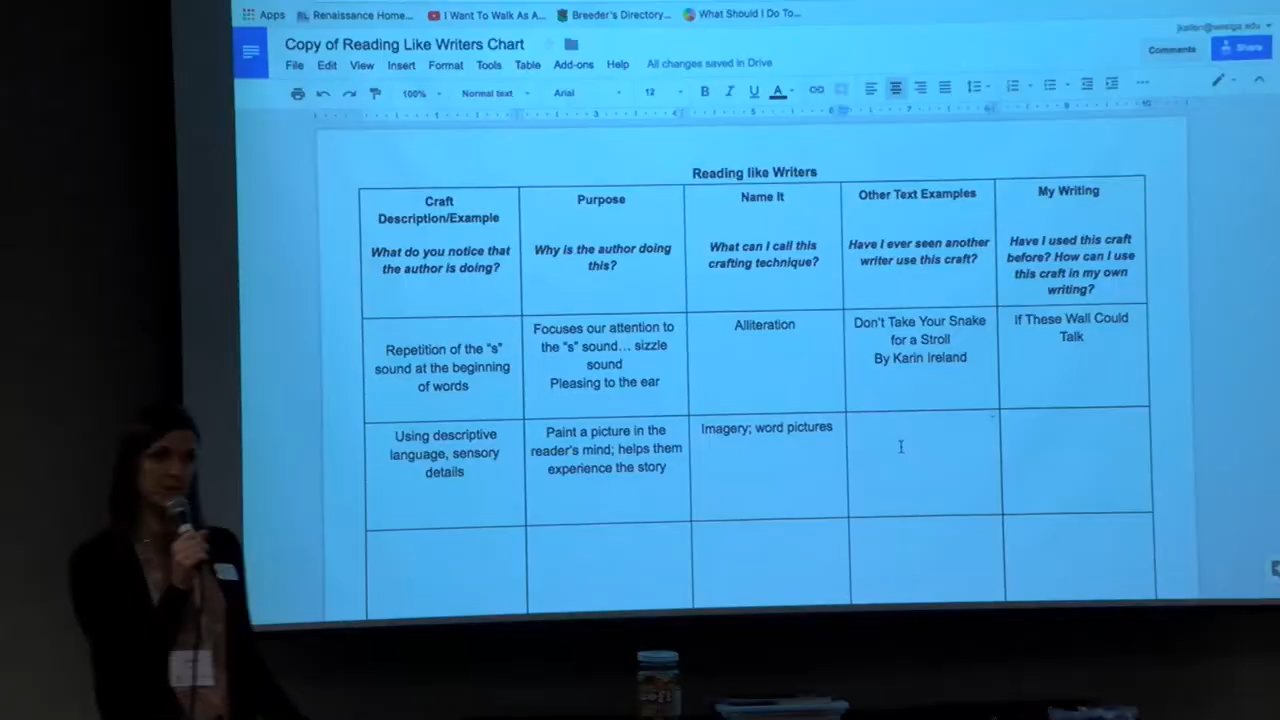 Apps Renaissance Home... I Want To Walk As A... Breeder's Directory... What Should I Do To...
Copy of Reading Like Writers Chart
File Edit View Insert Format Tools Table Add-ons Help All changes saved in Drive
Comments
Share
100% Normal text Arial 12 B I U A
Reading like Writers
Craft
Description/Example
What do you notice that
the author is doing?
Purpose
Why is the author doing
this?
Name It
What can I call this
crafting technique?
Other Text Examples
Have I ever seen another
writer use this craft?
My Writing
Have I used this craft
before? How can I use
this craft in my own
writing?
Repetition of the "s"
sound at the beginning
of words
Focuses our attention to
the "s" sound... sizzle
sound
Pleasing to the ear
Alliteration
Don't Take Your Snake
for a Stroll
By Karin Ireland
If These Wall Could
Talk
Using descriptive
language, sensory
details
Paint a picture in the
reader's mind; helps them
experience the story
Imagery; word pictures